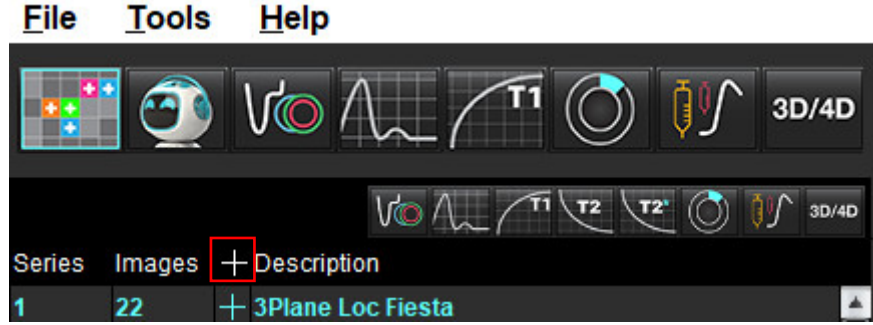 File Tools Help
T1 3D/4D
T1 T2 T2* 3D/4D
Series Images Description
1 22 3Plane Loc Fiesta